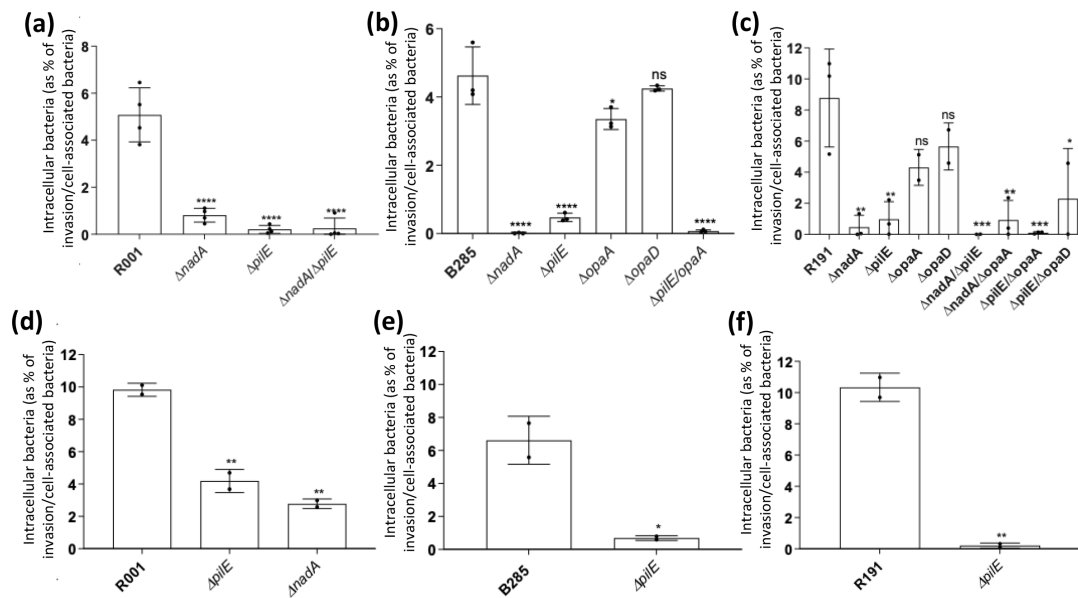 (a)
Intracellular bacteria (as % of
invasion/cell-associated bacteria)
8
6
4
2
0
****
****
****
R001
ΔnadA
ΔpilE
ΔnadA/ΔpilE
(b)
Intracellular bacteria (as % of
invasion/cell-associated bacteria)
6
4
2
0
****
****
*
ns
****
B285
ΔnadA
ΔpilE
ΔopaA
ΔopaD
ΔpilE/opaA
(c)
Intracellular bacteria (as % of
invasion/cell-associated bacteria)
12
10
8
6
4
2
0
**
**
ns
ns
***
**
***
*
R191
ΔnadA
ΔpilE
ΔopaA
ΔopaD
ΔnadA/ΔpilE
ΔnadA/ΔopaA
ΔpilE/ΔopaA
ΔpilE/ΔopaD
(d)
Intracellular bacteria (as % of
invasion/cell-associated bacteria)
12
10
8
6
4
2
0
**
**
R001
ΔpilE
ΔnadA
(e)
Intracellular bacteria (as % of
invasion/cell-associated bacteria)
12
10
8
6
4
2
0
*
B285
ΔpilE
(f)
Intracellular bacteria (as % of
invasion/cell-associated bacteria)
12
10
8
6
4
2
0
**
R191
ΔpilE